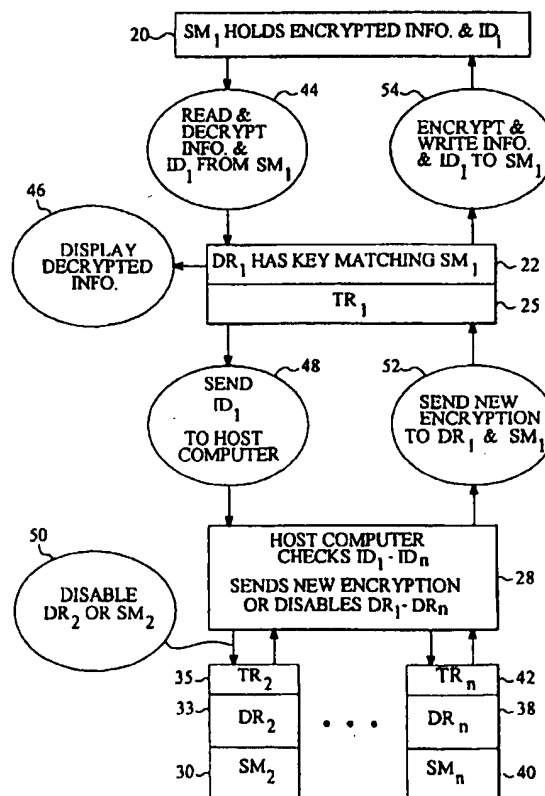 20
SM1 HOLDS ENCRYPTED INFO. & ID1
44
54
READ &
DECRYPT
INFO. &
ID1 FROM SM1
ENCRYPT &
WRITE INFO.
& ID1 TO SM1
46
DISPLAY
DECRYPTED
INFO.
DR1 HAS KEY MATCHING SM1
22
TR1
25
48
52
SEND
ID1
TO HOST
COMPUTER
SEND NEW
ENCRYPTION
TO DR1 & SM1
50
DISABLE
DR2 OR SM2
HOST COMPUTER
CHECKS ID1 - IDn
SENDS NEW ENCRYPTION
OR DISABLES DR1 - DRn
28
35
TR2
TRn
42
33
DR2
• • •
DRn
38
30
SM2
SMn
40